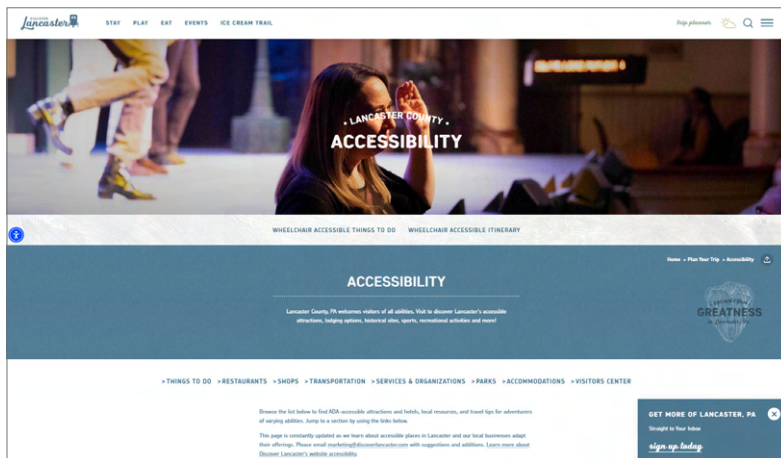 DISCOVER
Lancaster
STAY PLAY EAT EVENTS ICE CREAM TRAIL
trip planner
• LANCASTER COUNTY •
ACCESSIBILITY
WHEELCHAIR ACCESSIBLE THINGS TO DO WHEELCHAIR ACCESSIBLE ITINERARY
Home » Plan Your Trip » Accessibility
ACCESSIBILITY
Lancaster County, PA welcomes visitors of all abilities. Visit to discover Lancaster's accessible
attractions, lodging options, historical sites, sports, recreational activities and more!
GREATNESS
>THINGS TO DO >RESTAURANTS >SHOPS >TRANSPORTATION >SERVICES & ORGANIZATIONS >PARKS >ACCOMMODATIONS >VISITORS CENTER
Browse the list below to find ADA-accessible attractions and hotels, local resources, and travel tips for adventurers
of varying abilities. Jump to a section by using the links below.
This page is constantly updated as we learn about accessible places in Lancaster and our local businesses adapt
their offerings. Please email marketing@discoverlancaster.com with suggestions and additions. Learn more about
Discover Lancaster's website accessibility.
GET MORE OF LANCASTER, PA
Straight to Your Inbox
sign up today